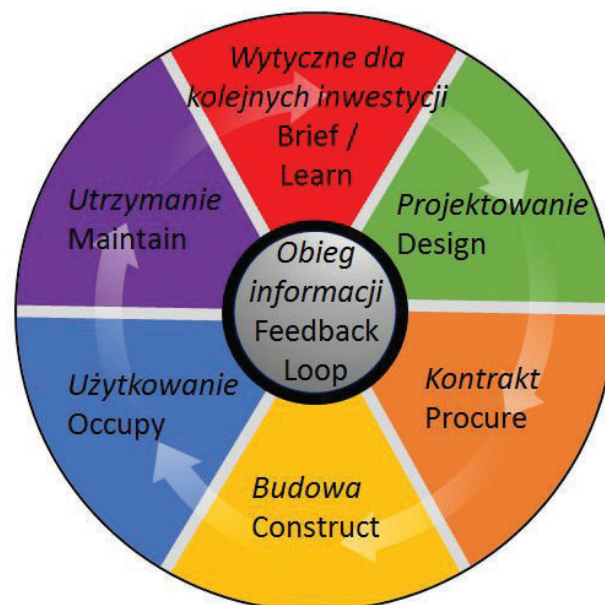 Wytyczne dla
kolejnych inwestycji
Brief /
Learn
Projektowanie
Design
Kontrakt
Procure
Budowa
Construct
Użytkowanie
Occupy
Utrzymanie
Maintain
Obieg
informacji
Feedback
Loop